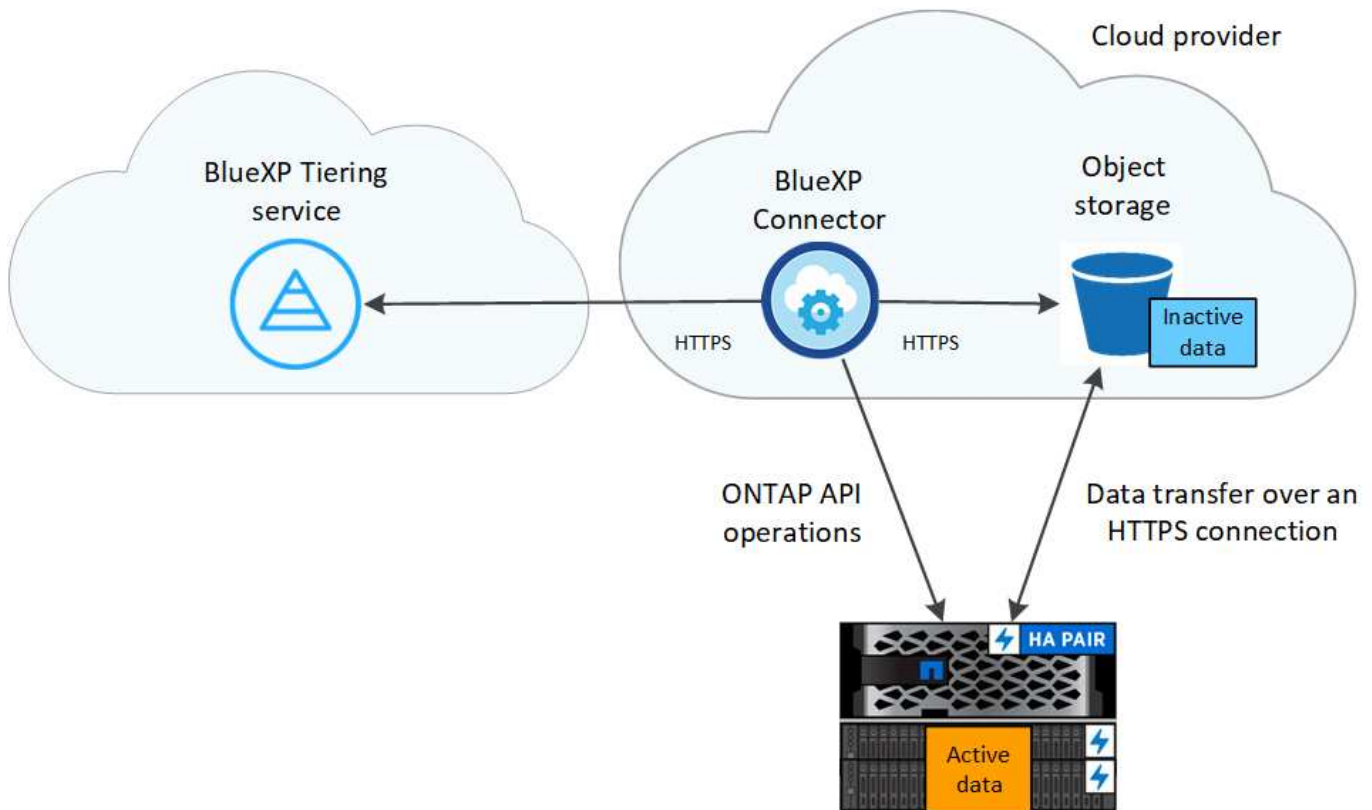 Cloud provider
BlueXP Tiering
service
BlueXP
Connector
Object
storage
Inactive
data
HTTPS
HTTPS
ONTAP API
operations
Data transfer over an
HTTPS connection
HA PAIR
Active
data